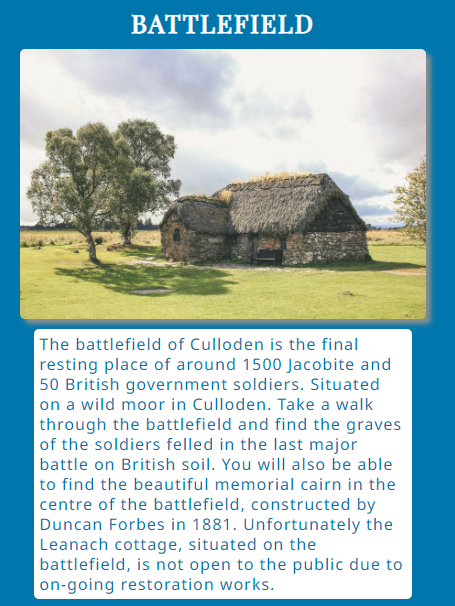 BATTLEFIELD
The battlefield of Culloden is the final
resting place of around 1500 Jacobite and
50 British government soldiers. Situated
on a wild moor in Culloden. Take a walk
through the battlefield and find the graves
of the soldiers felled in the last major
battle on British soil. You will also be able
to find the beautiful memorial cairn in the
centre of the battlefield, constructed by
Duncan Forbes in 1881. Unfortunately the
Leanach cottage, situated on the
battlefield, is not open to the public due to
on-going restoration works.